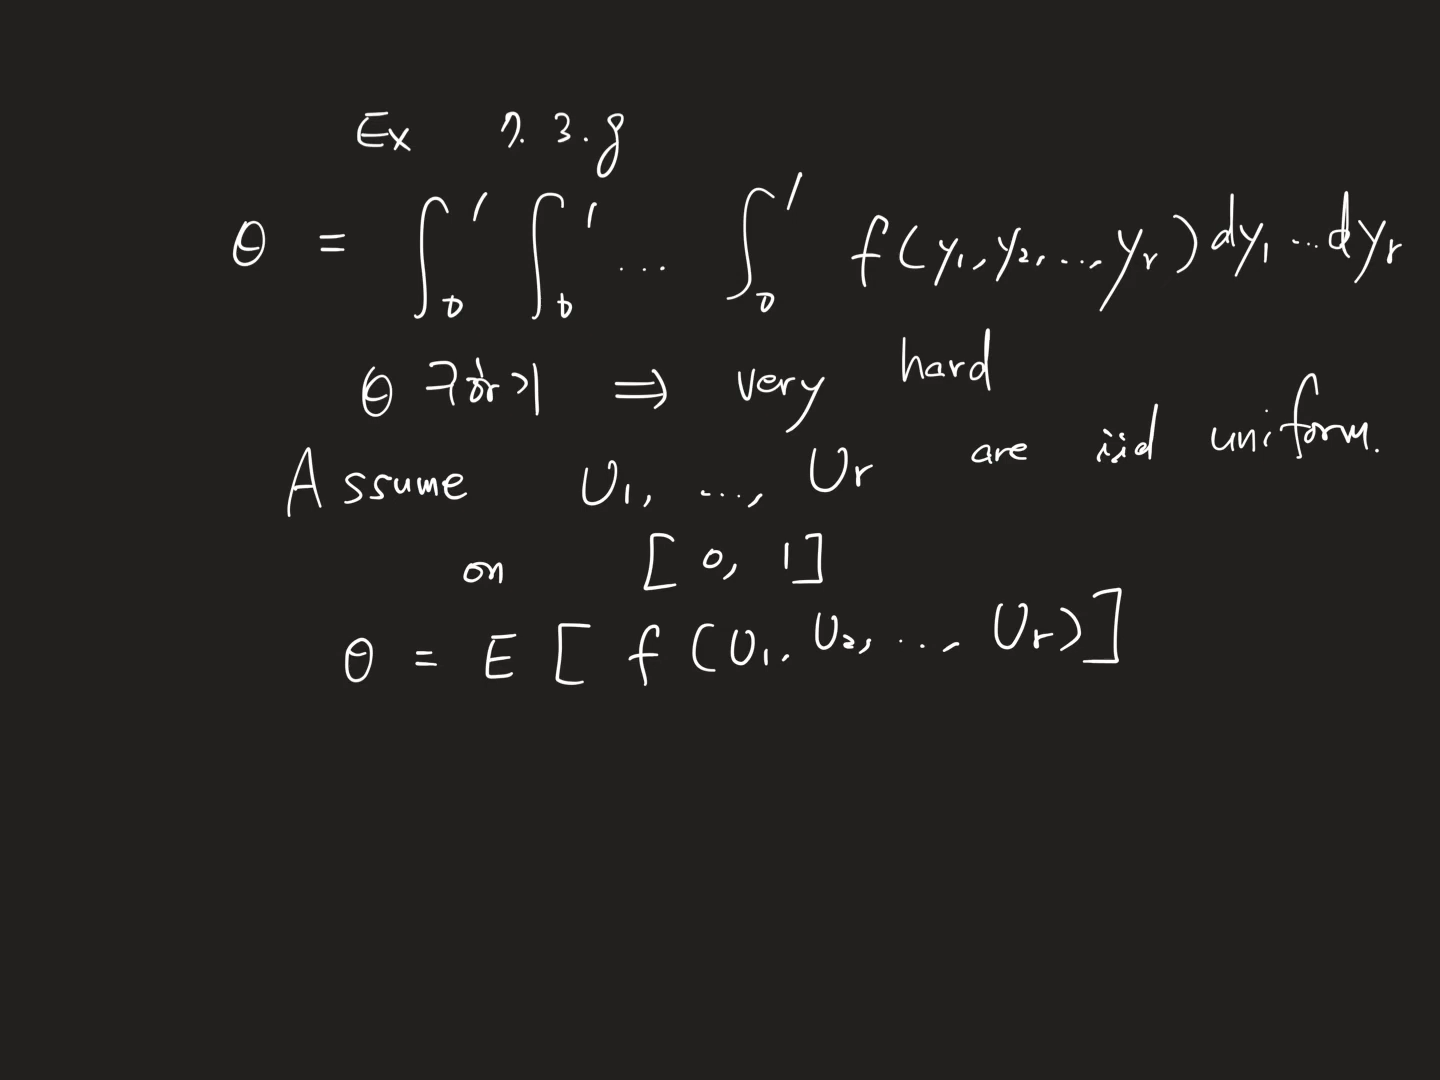 Ex 7.3.8
θ = ∫₀¹ ∫₀¹ ... ∫₀¹ f(y₁, y₂, ..., yᵣ) dy₁ ... dyᵣ
θ 구하기 ⇒ very hard
Assume U₁, ..., Uᵣ are iid uniform.
on [0, 1]
θ = E [ f (U₁, U₂, ..., Uᵣ) ]